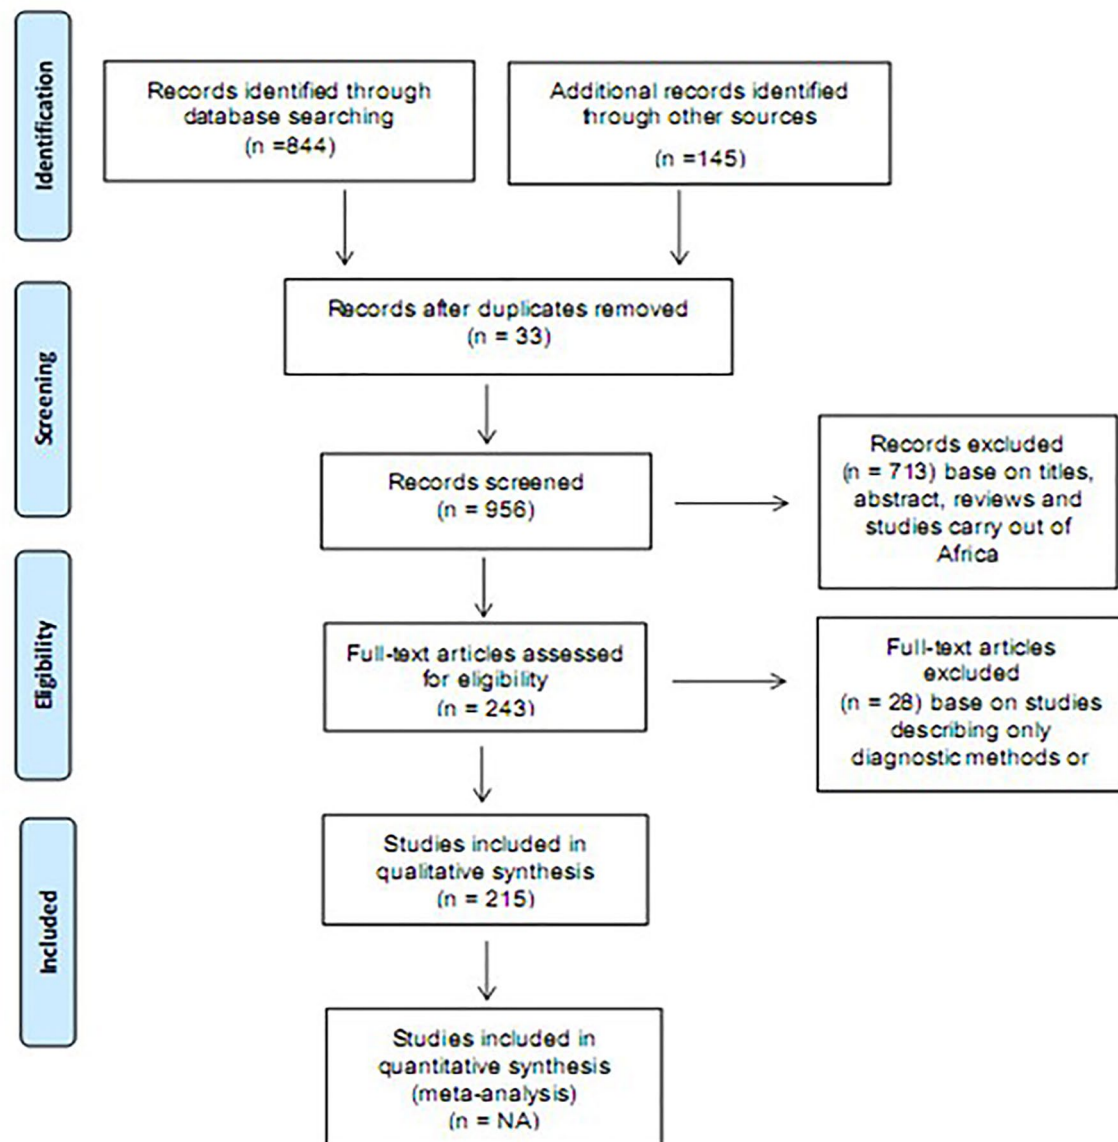 Identification
Records identified through
database searching
(n =844)
Additional records identified
through other sources
(n =145)
Screening
Records after duplicates removed
(n = 33)
Records screened
(n = 956)
Records excluded
(n = 713) base on titles,
abstract, reviews and
studies carry out of
Africa
Eligibility
Full-text articles assessed
for eligibility
(n = 243)
Full-text articles
excluded
(n = 28) base on studies
describing only
diagnostic methods or
Included
Studies included in
qualitative synthesis
(n = 215)
Studies included in
quantitative synthesis
(meta-analysis)
(n = NA)